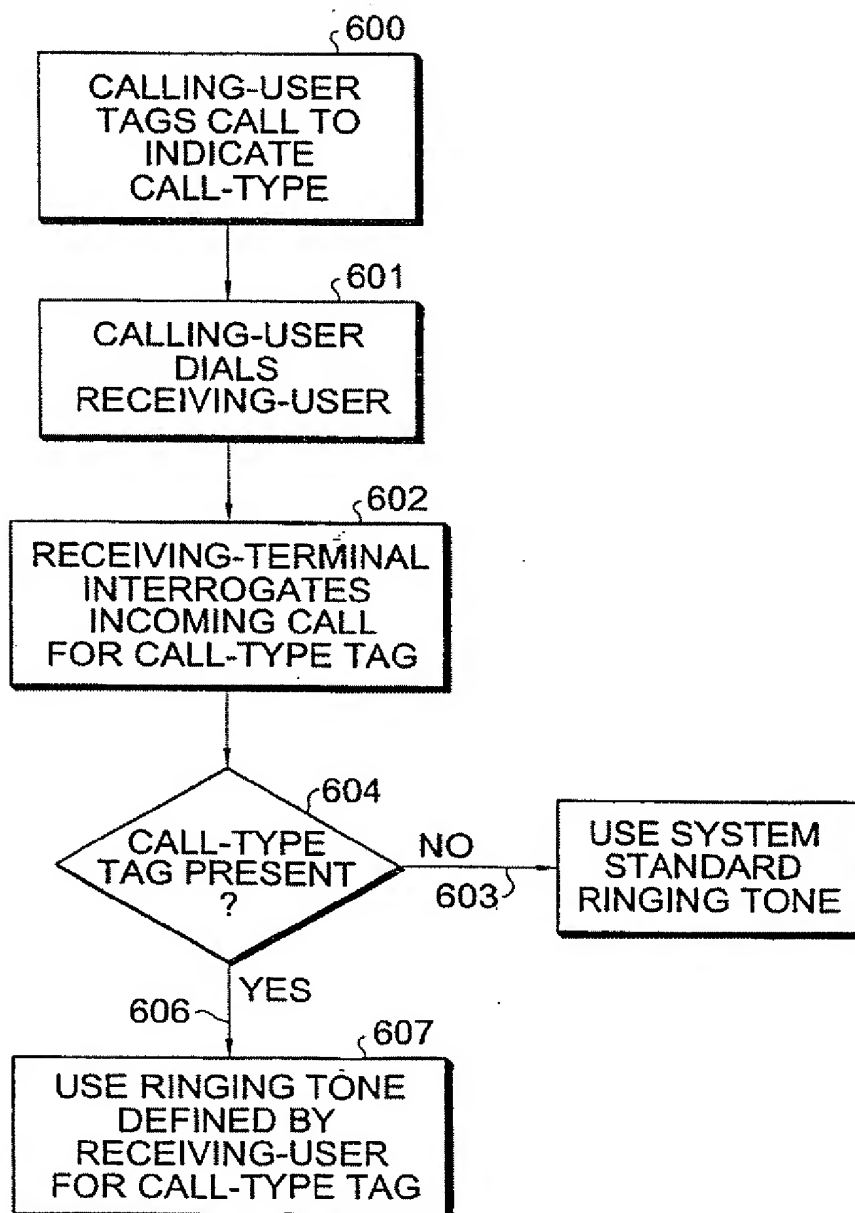 600
CALLING-USER
TAGS CALL TO
INDICATE
CALL-TYPE
601
CALLING-USER
DIALS
RECEIVING-USER
602
RECEIVING-TERMINAL
INTERROGATES
INCOMING CALL
FOR CALL-TYPE TAG
604
CALL-TYPE
TAG PRESENT
?
NO
603
USE SYSTEM
STANDARD
RINGING TONE
YES
606
607
USE RINGING TONE
DEFINED BY
RECEIVING-USER
FOR CALL-TYPE TAG